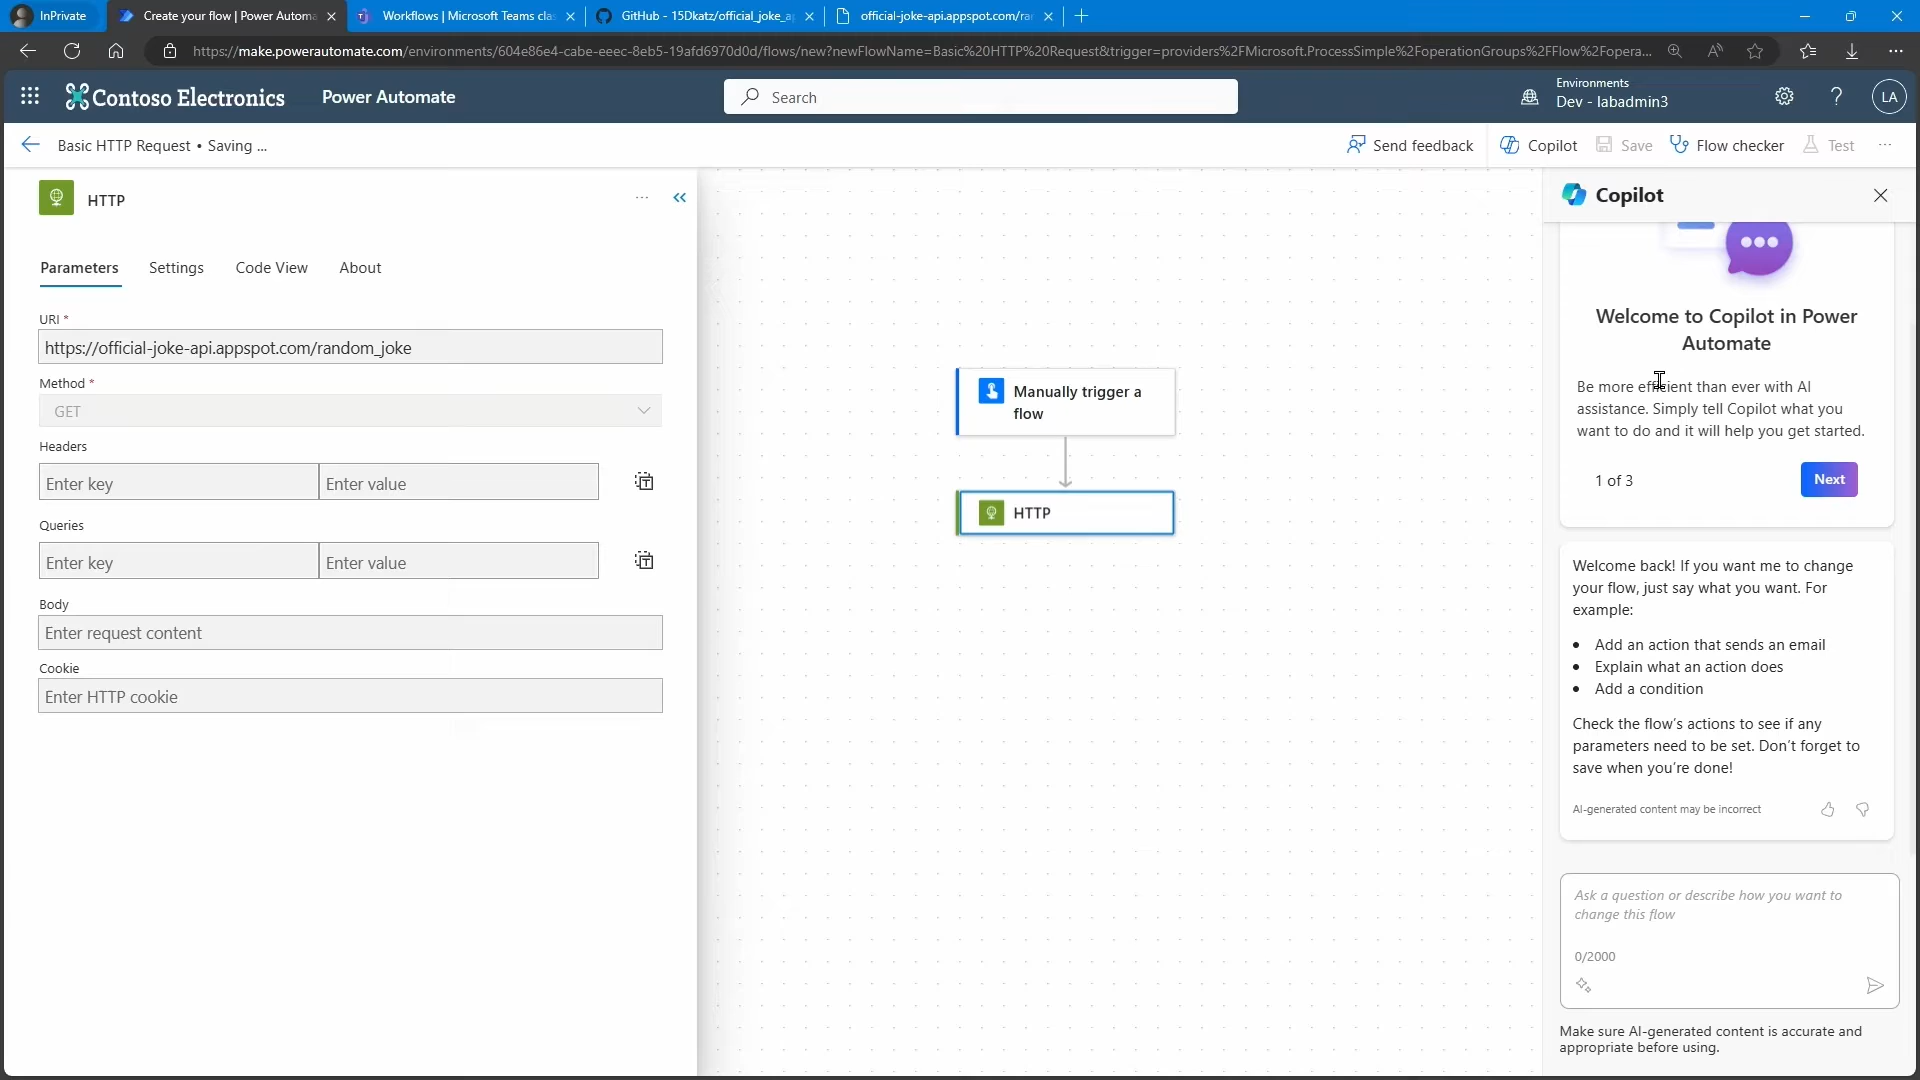 InPrivate
Create your flow | Power Automa
Workflows | Microsoft Teams cla
GitHub - 15Dkatz/official_joke_a
official-joke-api.appspot.com/ra
https://make.powerautomate.com/environments/604e86e4-cabe-eeec-8eb5-19afd6970d0d/flows/new?newFlowName=Basic%20HTTP%20Request&trigger=providers%2FMicrosoft.ProcessSimple%2FoperationGroups%2FFlow%2Fopera...
Contoso Electronics
Power Automate
Search
Environments
Dev - labadmin3
LA
Basic HTTP Request • Saving ...
Send feedback
Copilot
Save
Flow checker
Test
HTTP
Parameters
Settings
Code View
About
URI *
https://official-joke-api.appspot.com/random_joke
Method *
GET
Headers
Enter key
Enter value
Queries
Enter key
Enter value
Body
Enter request content
Cookie
Enter HTTP cookie
Manually trigger a
flow
HTTP
Copilot
Welcome to Copilot in Power
Automate
Be more efficient than ever with AI
assistance. Simply tell Copilot what you
want to do and it will help you get started.
1 of 3
Next
Welcome back! If you want me to change
your flow, just say what you want. For
example:
• Add an action that sends an email
• Explain what an action does
• Add a condition
Check the flow's actions to see if any
parameters need to be set. Don't forget to
save when you're done!
AI-generated content may be incorrect
Ask a question or describe how you want to
change this flow
0/2000
Make sure AI-generated content is accurate and
appropriate before using.